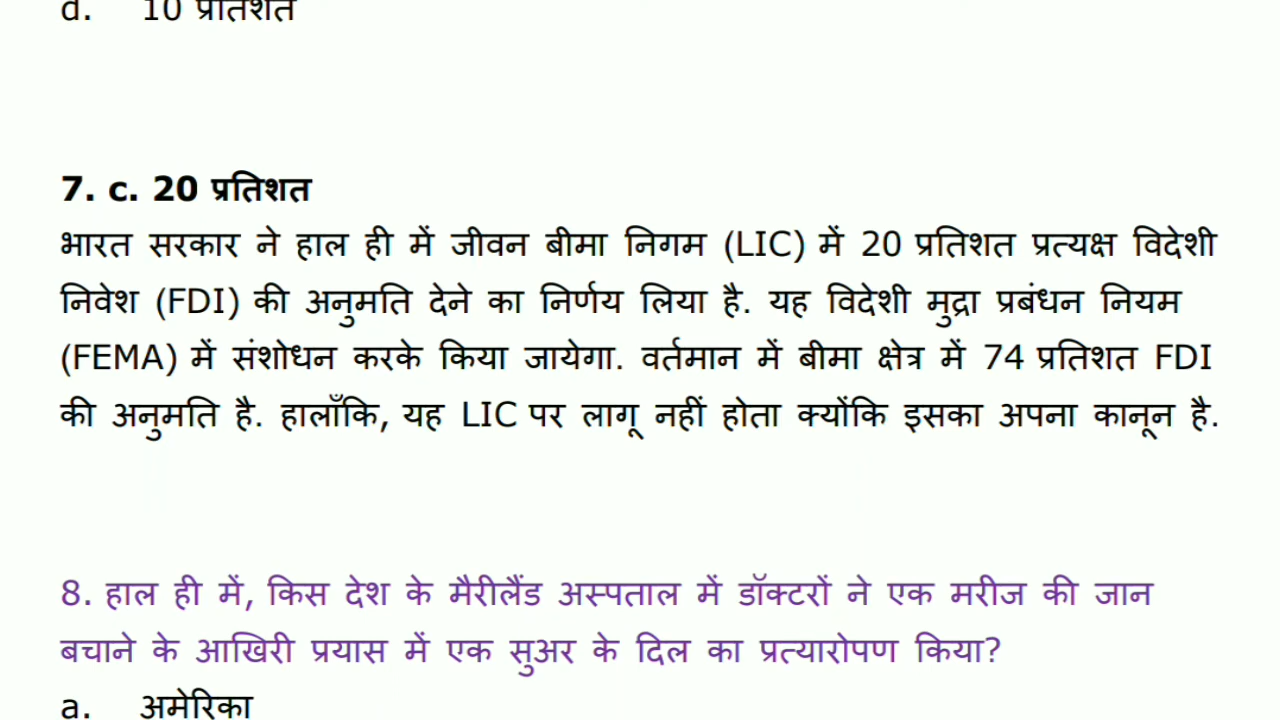 d. 10 प्रतिशत
7. c. 20 प्रतिशत
भारत सरकार ने हाल ही में जीवन बीमा निगम (LIC) में 20 प्रतिशत प्रत्यक्ष विदेशी
निवेश (FDI) की अनुमति देने का निर्णय लिया है. यह विदेशी मुद्रा प्रबंधन नियम
(FEMA) में संशोधन करके किया जायेगा. वर्तमान में बीमा क्षेत्र में 74 प्रतिशत FDI
की अनुमति है. हालाँकि, यह LIC पर लागू नहीं होता क्योंकि इसका अपना कानून है.
8. हाल ही में, किस देश के मैरीलैंड अस्पताल में डॉक्टरों ने एक मरीज की जान
बचाने के आखिरी प्रयास में एक सुअर के दिल का प्रत्यारोपण किया?
a. अमेरिका